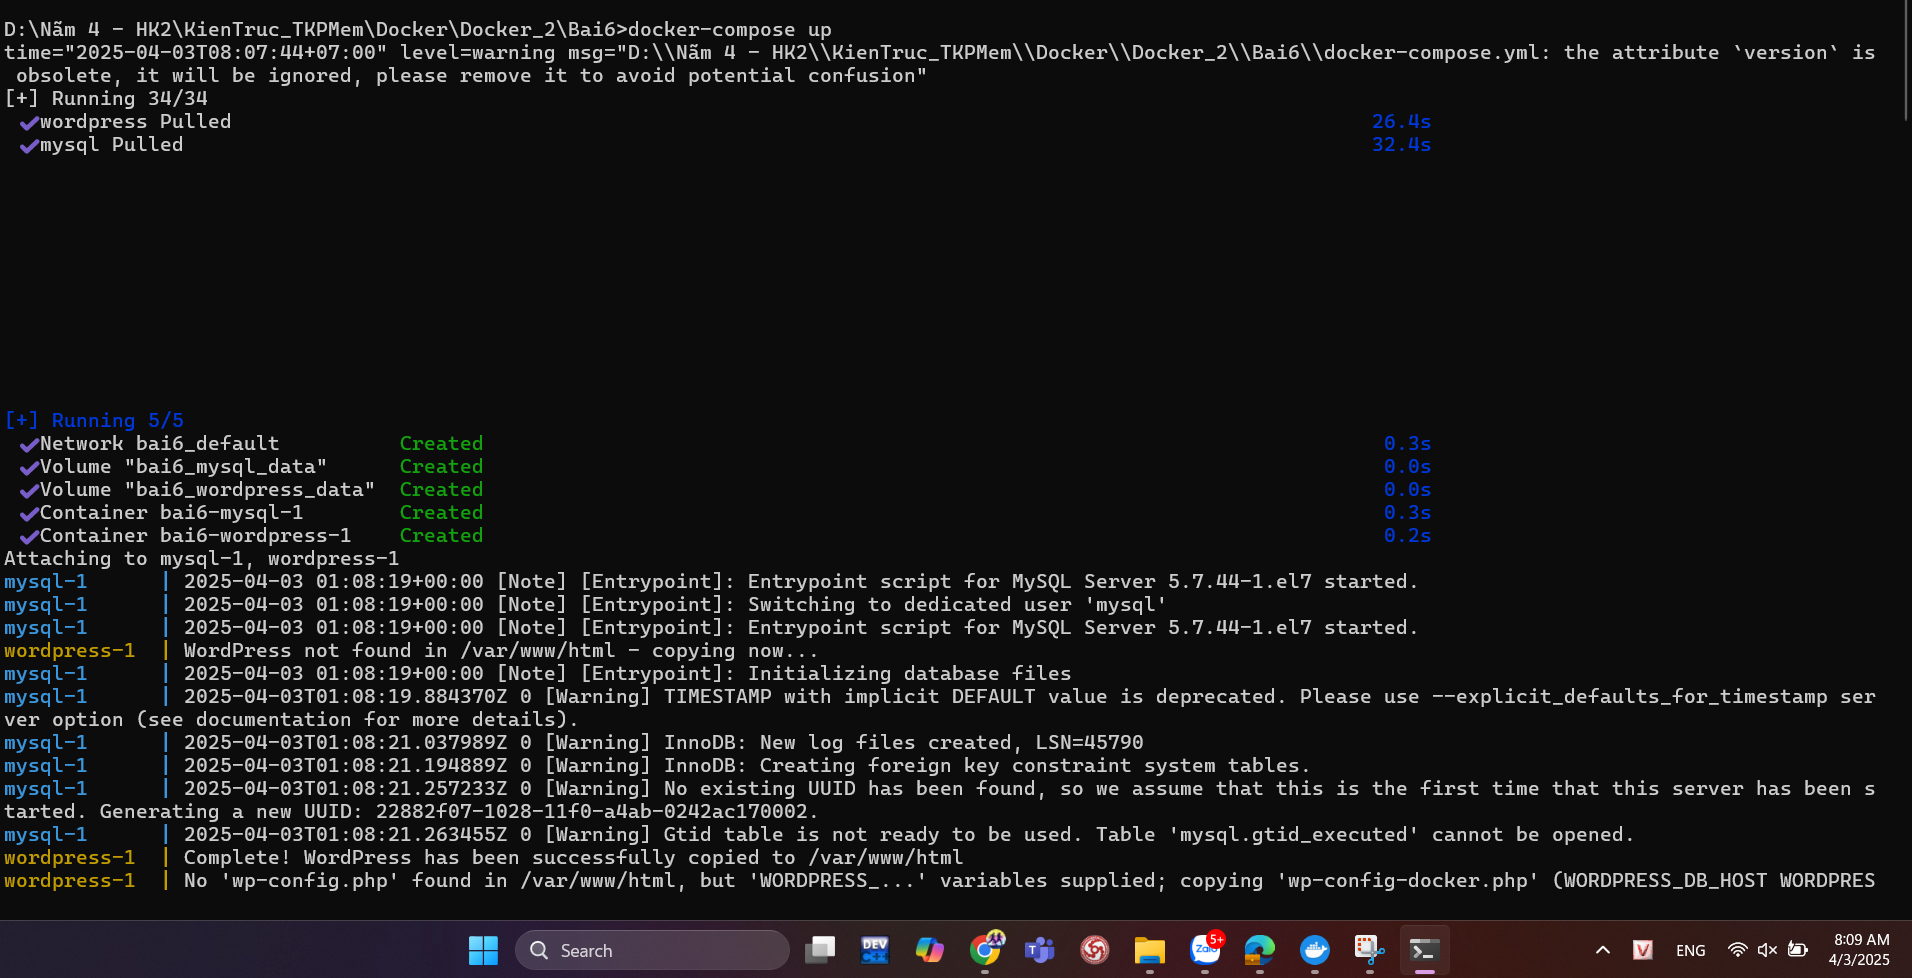 D:\Năm 4 - HK2\KienTruc_TKPMem\Docker\Docker_2\Bai6>docker-compose up
time="2025-04-03T08:07:44+07:00" level=warning msg="D:\\Năm 4 - HK2\\KienTruc_TKPMem\\Docker\\Docker_2\\Bai6\\docker-compose.yml: the attribute `version` is
 obsolete, it will be ignored, please remove it to avoid potential confusion"
[+] Running 34/34
✔wordpress Pulled 26.4s
✔mysql Pulled 32.4s
[+] Running 5/5
✔Network bai6_default Created 0.3s
✔Volume "bai6_mysql_data" Created 0.0s
✔Volume "bai6_wordpress_data" Created 0.0s
✔Container bai6-mysql-1 Created 0.3s
✔Container bai6-wordpress-1 Created 0.2s
Attaching to mysql-1, wordpress-1
mysql-1 | 2025-04-03 01:08:19+00:00 [Note] [Entrypoint]: Entrypoint script for MySQL Server 5.7.44-1.el7 started.
mysql-1 | 2025-04-03 01:08:19+00:00 [Note] [Entrypoint]: Switching to dedicated user 'mysql'
mysql-1 | 2025-04-03 01:08:19+00:00 [Note] [Entrypoint]: Entrypoint script for MySQL Server 5.7.44-1.el7 started.
wordpress-1 | WordPress not found in /var/www/html - copying now...
mysql-1 | 2025-04-03 01:08:19+00:00 [Note] [Entrypoint]: Initializing database files
mysql-1 | 2025-04-03T01:08:19.884370Z 0 [Warning] TIMESTAMP with implicit DEFAULT value is deprecated. Please use --explicit_defaults_for_timestamp ser
ver option (see documentation for more details).
mysql-1 | 2025-04-03T01:08:21.037989Z 0 [Warning] InnoDB: New log files created, LSN=45790
mysql-1 | 2025-04-03T01:08:21.194889Z 0 [Warning] InnoDB: Creating foreign key constraint system tables.
mysql-1 | 2025-04-03T01:08:21.257233Z 0 [Warning] No existing UUID has been found, so we assume that this is the first time that this server has been s
tarted. Generating a new UUID: 22882f07-1028-11f0-a4ab-0242ac170002.
mysql-1 | 2025-04-03T01:08:21.263455Z 0 [Warning] Gtid table is not ready to be used. Table 'mysql.gtid_executed' cannot be opened.
wordpress-1 | Complete! WordPress has been successfully copied to /var/www/html
wordpress-1 | No 'wp-config.php' found in /var/www/html, but 'WORDPRESS_...' variables supplied; copying 'wp-config-docker.php' (WORDPRESS_DB_HOST WORDPRES
Search
DEV
C++
T
Zalo
5+
V
ENG
8:09 AM
4/3/2025